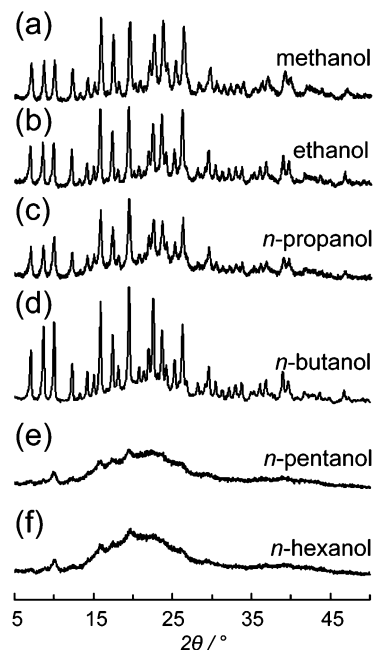 (a)
methanol
(b)
ethanol
(c)
n-propanol
(d)
n-butanol
(e)
n-pentanol
(f)
n-hexanol
5 15 25 35 45
2θ / °